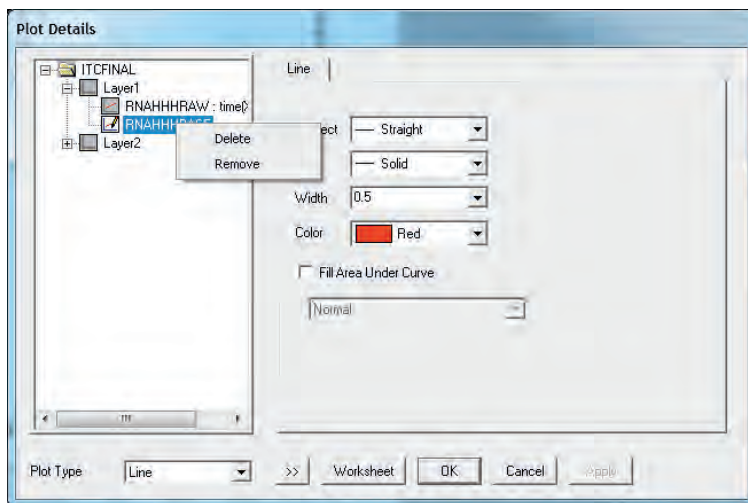 Plot Details
ITCFINAL
Layer1
RNAHHHRAW : time(X
RNAHHHBASE
Layer2
Delete
Remove
Line
ect
Straight
Solid
Width
0.5
Color
Red
Fill Area Under Curve
Normal
Plot Type
Line
>>
Worksheet
OK
Cancel
Apply